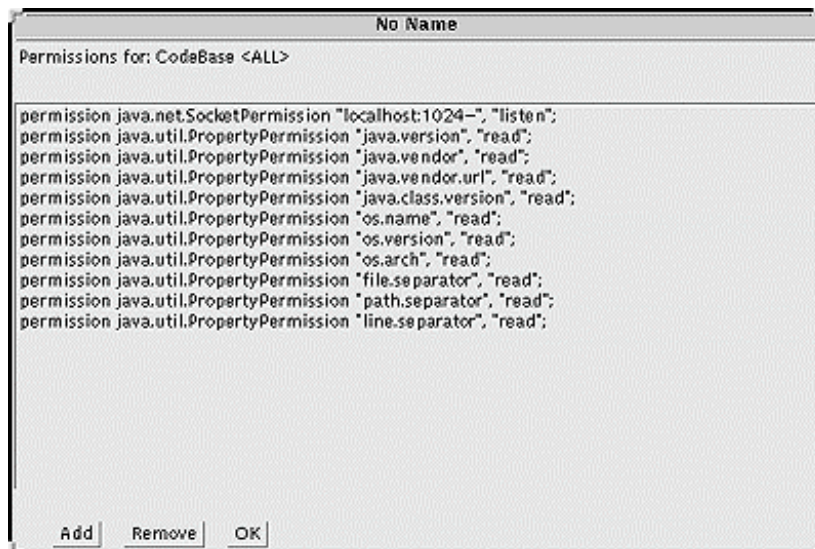 No Name
Permissions for: CodeBase <ALL>
permission java.net.SocketPermission "localhost:1024-", "listen";
permission java.util.PropertyPermission "java.version", "read";
permission java.util.PropertyPermission "java.vendor", "read";
permission java.util.PropertyPermission "java.vendor.url", "read";
permission java.util.PropertyPermission "java.class.version", "read";
permission java.util.PropertyPermission "os.name", "read";
permission java.util.PropertyPermission "os.version", "read";
permission java.util.PropertyPermission "os.arch", "read";
permission java.util.PropertyPermission "file.separator", "read";
permission java.util.PropertyPermission "path.separator", "read";
permission java.util.PropertyPermission "line.separator", "read";
Add Remove OK